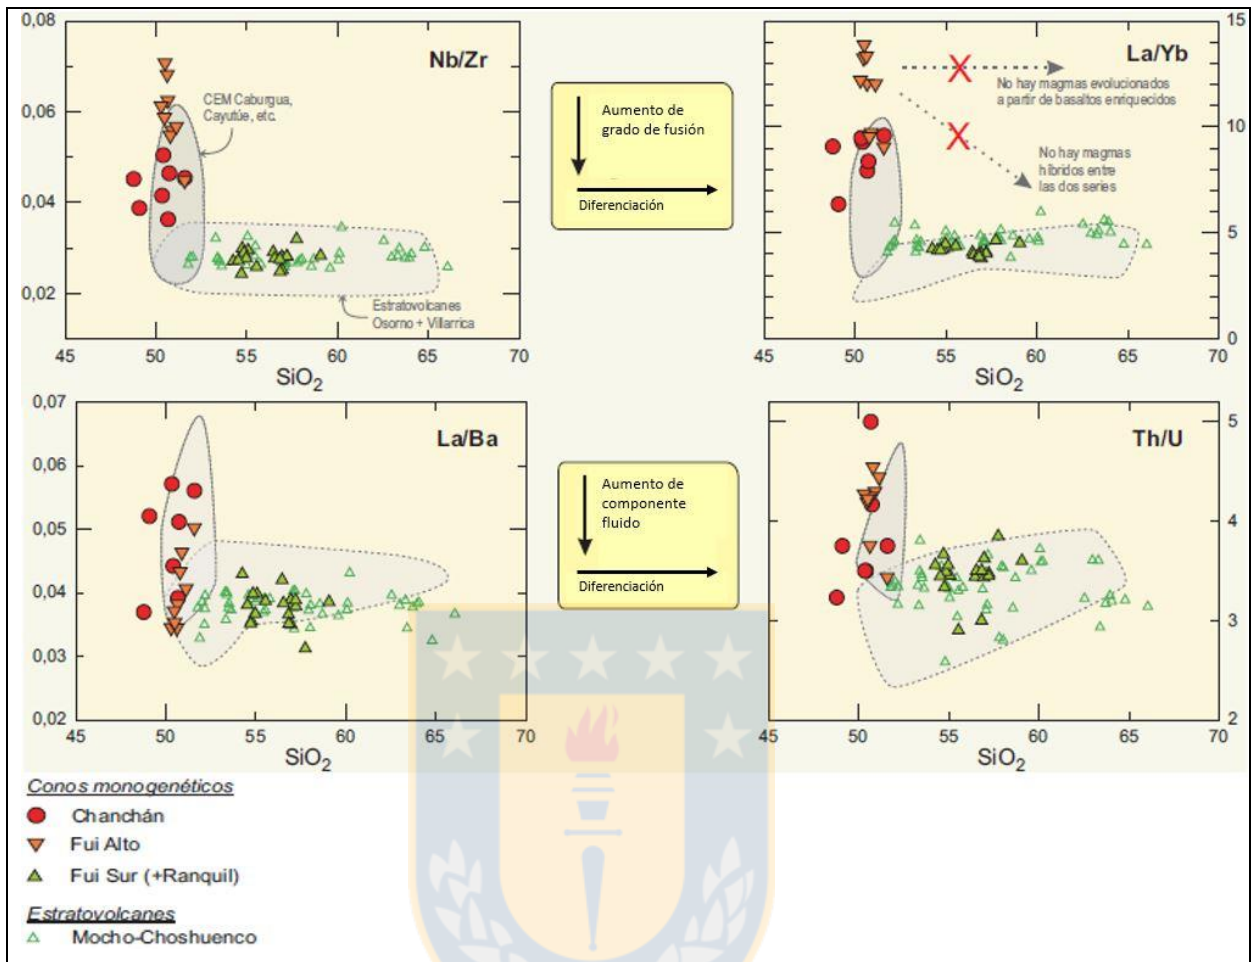 0,08
0,06
0,04
0,02
45
50
55
60
65
70
SiO2
Nb/Zr
CEM Caburgua,
Cayutúe, etc.
Estratovolcanes
Osorno + Villarrica
Aumento de
grado de fusión
Diferenciación
La/Yb
No hay magmas evolucionados
a partir de basaltos enriquecidos
No hay magmas
híbridos entre
las dos series
15
10
5
0
45
50
55
60
65
70
SiO2
0,07
0,06
0,05
0,04
0,03
0,02
45
50
55
60
65
70
SiO2
La/Ba
Aumento de
componente
fluido
Diferenciación
Th/U
5
4
3
2
45
50
55
60
65
70
SiO2
Conos monogenéticos
Chanchán
Fui Alto
Fui Sur (+Ranquil)
Estratovolcanes
Mocho-Choshuenco